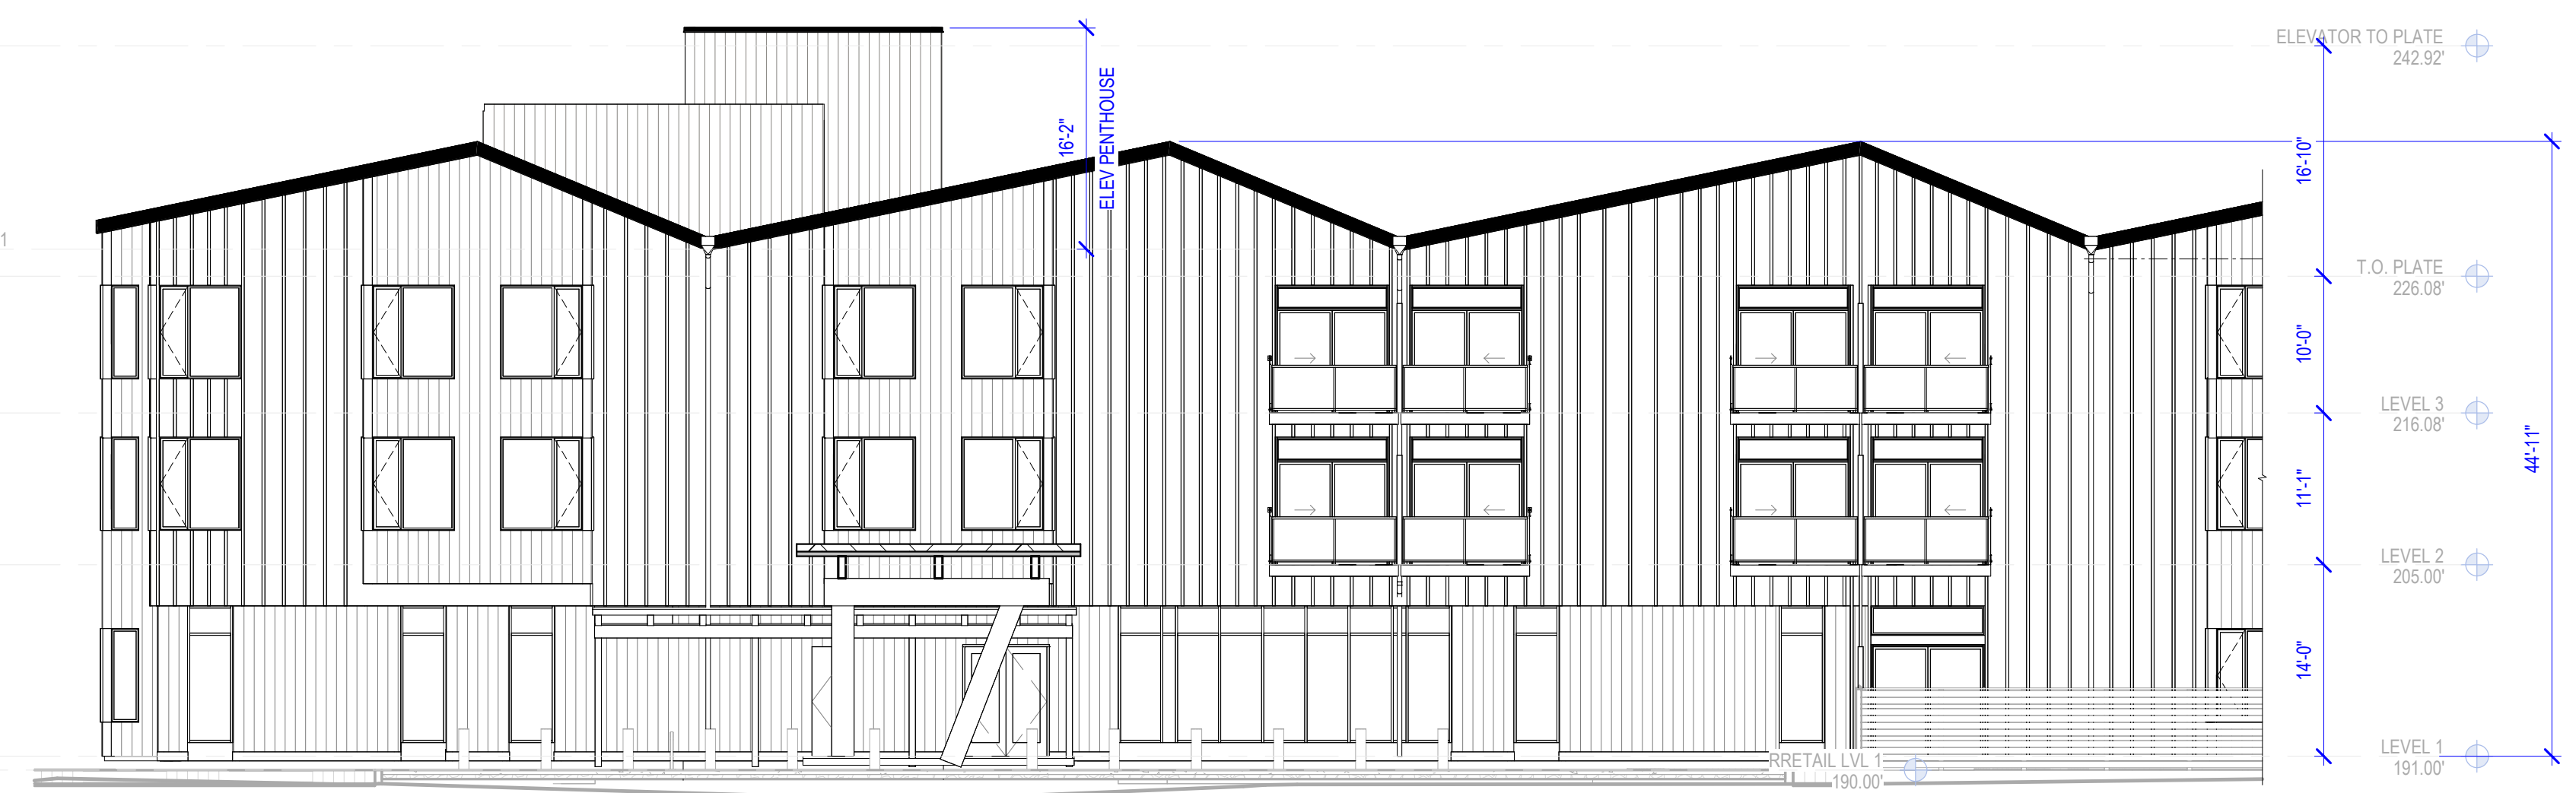 ELEVATOR TO PLATE
242.92'
16'-2"
ELEV PENTHOUSE
16'-10"
1
T.O. PLATE
226.08'
10'-0"
LEVEL 3
216.08'
11'-1"
44'-11"
LEVEL 2
205.00'
14'-0"
LEVEL 1
191.00'
RRETAIL LVL 1
190.00'